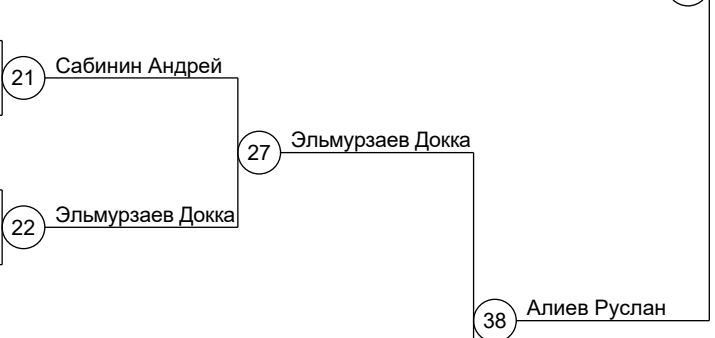 21 Сабинин Андрей
27 Эльмурзаев Докка
22 Эльмурзаев Докка
38 Алиев Руслан